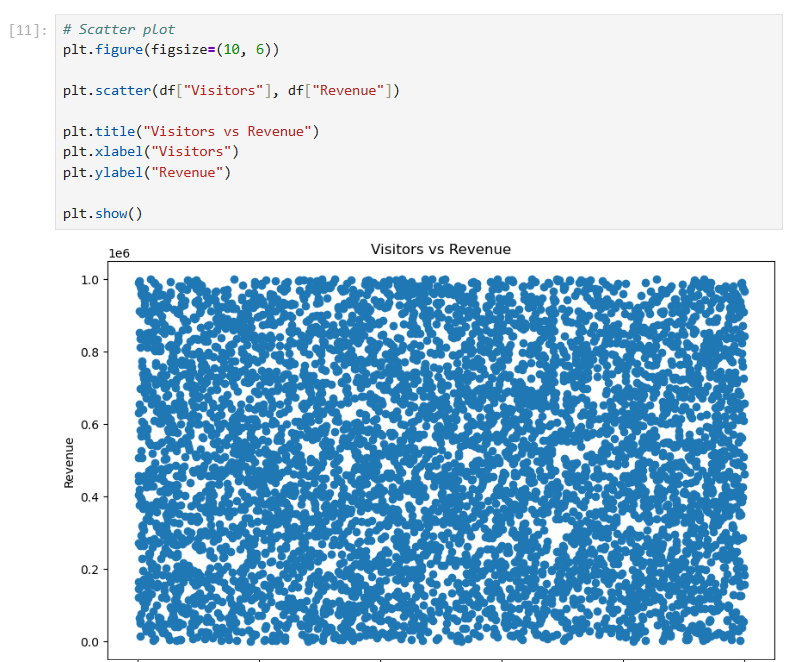 [11]: # Scatter plot
plt.figure(figsize=(10, 6))
plt.scatter(df["Visitors"], df["Revenue"])
plt.title("Visitors vs Revenue")
plt.xlabel("Visitors")
plt.ylabel("Revenue")
plt.show()
Visitors vs Revenue
1e6
1.0
0.8
0.6
Revenue
0.4
0.2
0.0